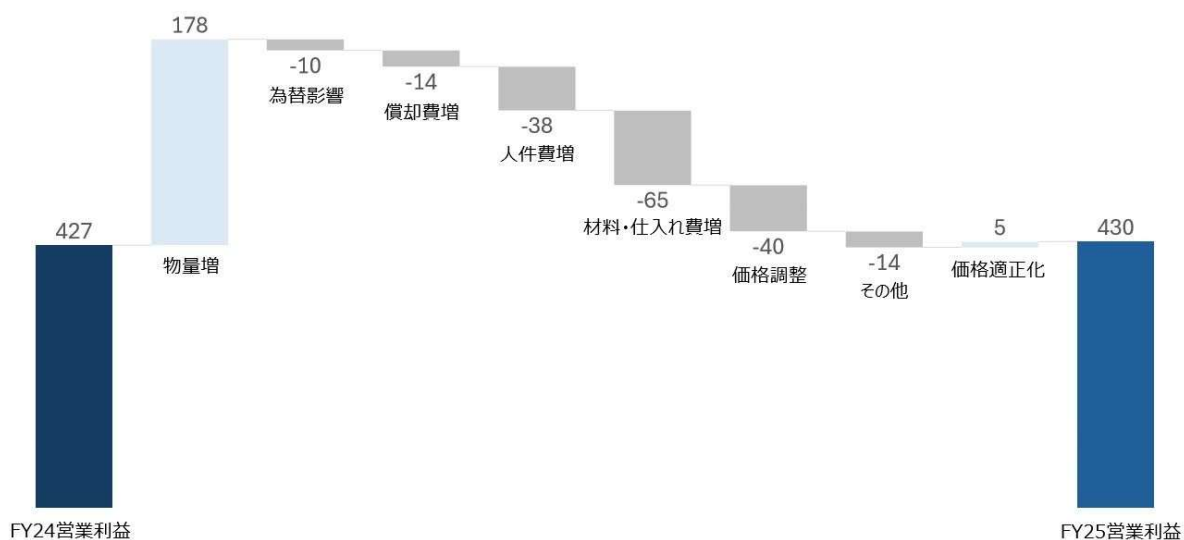 178
-10
為替影響
-14
償却費増
-38
人件費増
-65
材料・仕入れ費増
-40
価格調整
-14
その他
5
価格適正化
427
物量増
430
FY24営業利益
FY25営業利益